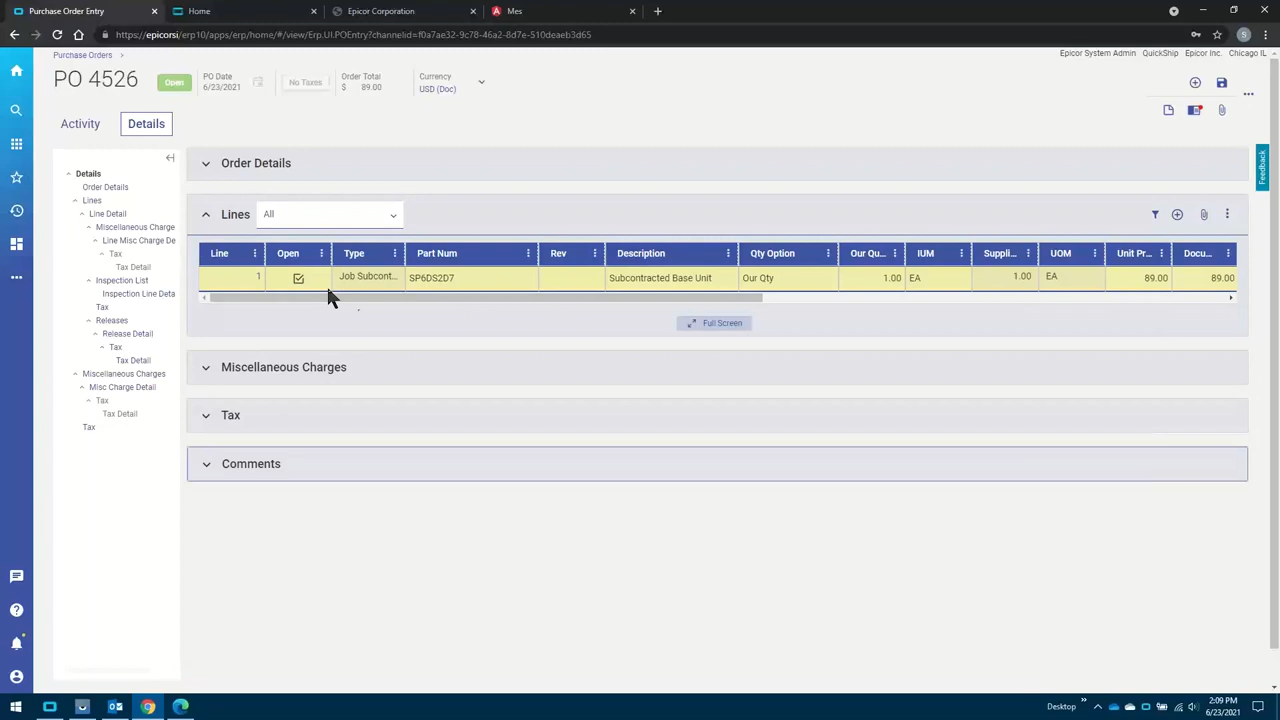 Purchase Order Entry
Home
Epicor Corporation
Mes
https://epicorsi/erp10/apps/erp/home/#/view/Erp.UI.POEntry?channelid=f0a7ae32-9c78-46a2-8d7e-510deaeb3d65
Purchase Orders
Epicor System Admin QuickShip Epicor Inc. Chicago IL
PO 4526
Open
PO Date
6/23/2021
No Taxes
Order Total
$ 89.00
Currency
USD (Doc)
Activity
Details
Details
Order Details
Lines
Line Detail
Miscellaneous Charge
Line Misc Charge De
Tax
Tax Detail
Inspection List
Inspection Line Deta
Tax
Releases
Release Detail
Tax
Tax Detail
Miscellaneous Charges
Misc Charge Detail
Tax
Tax Detail
Tax
Order Details
Lines All
Line Open Type Part Num Rev Description Qty Option Our Qu.. IUM Suppli... UOM Unit Pr... Docu...
1 Job Subcont... SP6DS2D7 Subcontracted Base Unit Our Qty 1.00 EA 1.00 EA 89.00 89.00
Full Screen
Miscellaneous Charges
Tax
Comments
Feedback
Desktop
2:09 PM
6/23/2021